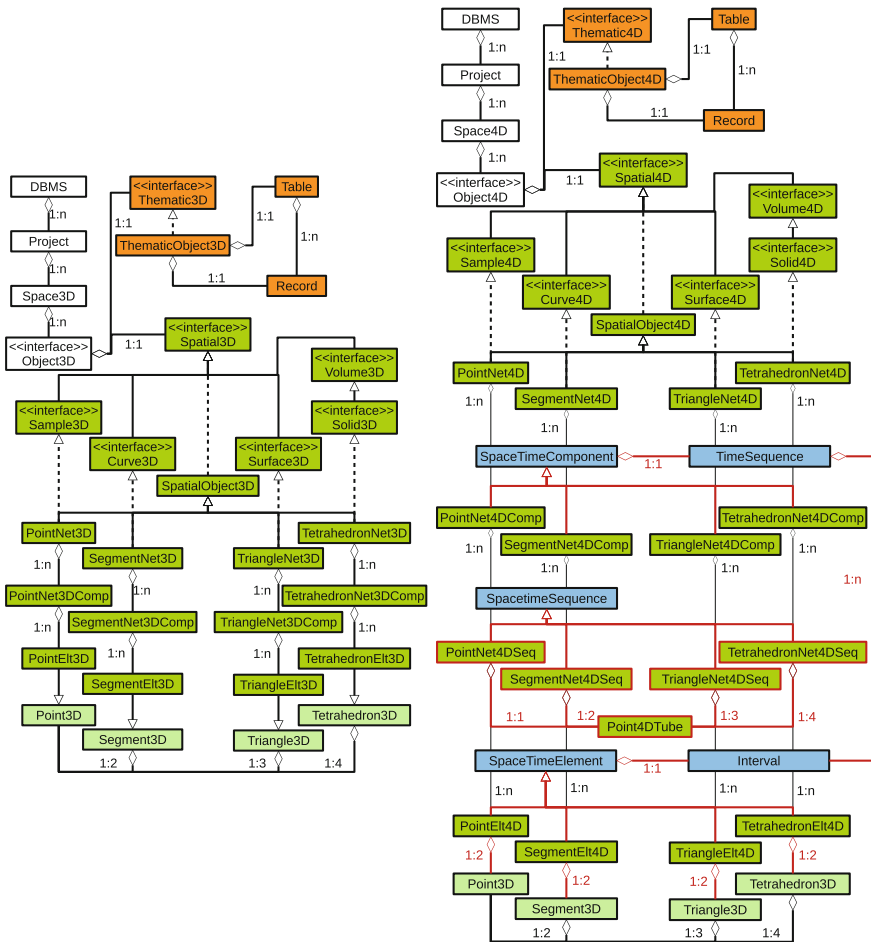 DBMS
1:n
Project
1:n
Space3D
1:n
<<interface>>
Object3D
1:1
1:1
<<interface>>
Thematic3D
ThematicObject3D
1:1
1:1
Table
1:n
Record
<<interface>>
Spatial3D
<<interface>>
Volume3D
<<interface>>
Sample3D
<<interface>>
Solid3D
<<interface>>
Curve3D
<<interface>>
Surface3D
SpatialObject3D
PointNet3D
TetrahedronNet3D
SegmentNet3D
TriangleNet3D
1:n
1:n
1:n
1:n
PointNet3DComp
TetrahedronNet3DComp
SegmentNet3DComp
TriangleNet3DComp
1:n
1:n
1:n
1:n
PointElt3D
TetrahedronElt3D
SegmentElt3D
TriangleElt3D
Point3D
Tetrahedron3D
Segment3D
Triangle3D
1:2
1:3
1:4
DBMS
1:n
Project
1:n
Space4D
1:n
<<interface>>
Object4D
1:1
1:1
<<interface>>
Thematic4D
ThematicObject4D
1:1
1:1
Table
1:n
Record
<<interface>>
Spatial4D
<<interface>>
Volume4D
<<interface>>
Sample4D
<<interface>>
Solid4D
<<interface>>
Curve4D
<<interface>>
Surface4D
SpatialObject4D
PointNet4D
TetrahedronNet4D
SegmentNet4D
TriangleNet4D
1:n
1:n
1:n
1:n
SpaceTimeComponent
1:1
TimeSequence
PointNet4DComp
TetrahedronNet4DComp
SegmentNet4DComp
TriangleNet4DComp
1:n
1:n
1:n
1:n
1:n
SpacetimeSequence
PointNet4DSeq
TetrahedronNet4DSeq
SegmentNet4DSeq
TriangleNet4DSeq
1:1
1:2
1:3
1:4
Point4DTube
SpaceTimeElement
1:1
Interval
1:n
1:n
1:n
1:n
PointElt4D
TetrahedronElt4D
SegmentElt4D
TriangleElt4D
1:2
1:2
1:2
1:2
Point3D
Tetrahedron3D
Segment3D
Triangle3D
1:2
1:3
1:4